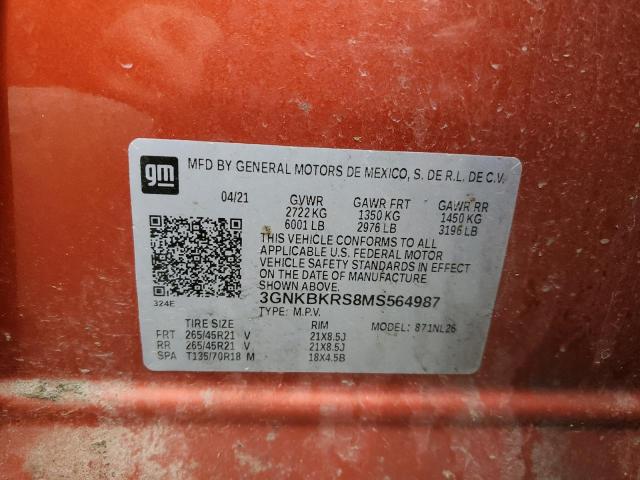 gm
MFD BY GENERAL MOTORS DE MEXICO, S. DE R.L. DE C.V.
04/21 GVWR GAWR FRT GAWR RR
2722 KG 1350 KG 1450 KG
6001 LB 2976 LB 3196 LB
THIS VEHICLE CONFORMS TO ALL
APPLICABLE U.S. FEDERAL MOTOR
VEHICLE SAFETY STANDARDS IN EFFECT
ON THE DATE OF MANUFACTURE
SHOWN ABOVE.
324E 3GNKBKRS8MS564987
TYPE: M.P.V.
TIRE SIZE RIM MODEL: 871NL26
FRT 265/45R21 V 21X8.5J
RR 265/45R21 V 21X8.5J
SPA T135/70R18 M 18X4.5B